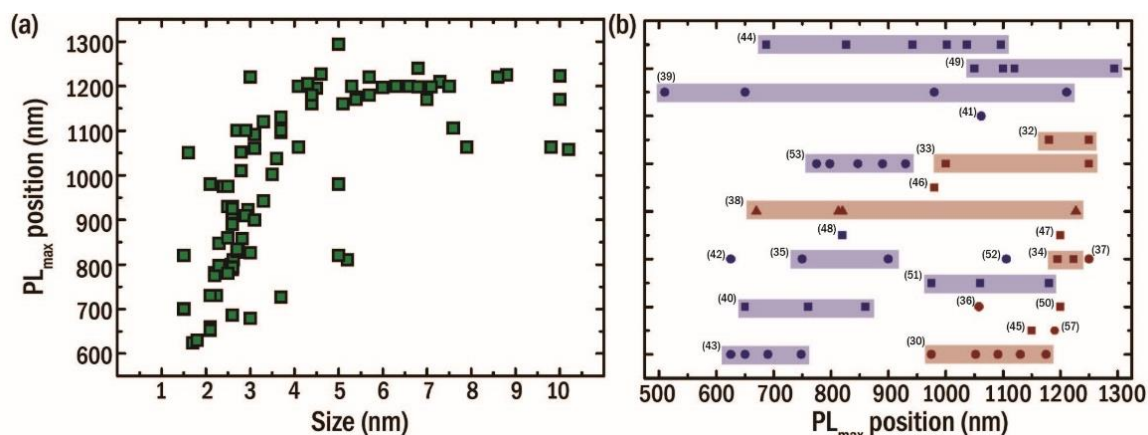 (a)
1300
1200
1100
1000
900
800
700
600
PLmax position (nm)
1 2 3 4 5 6 7 8 9 10
Size (nm)
(b)
(44)
(49)
(39)
(41)
(32)
(53) (33)
(46)
(38)
(48) (47)
(42) (35) (52) (34) (37)
(51)
(40) (36) (50)
(45) (57)
(43) (30)
500 600 700 800 900 1000 1100 1200 1300
PLmax position (nm)